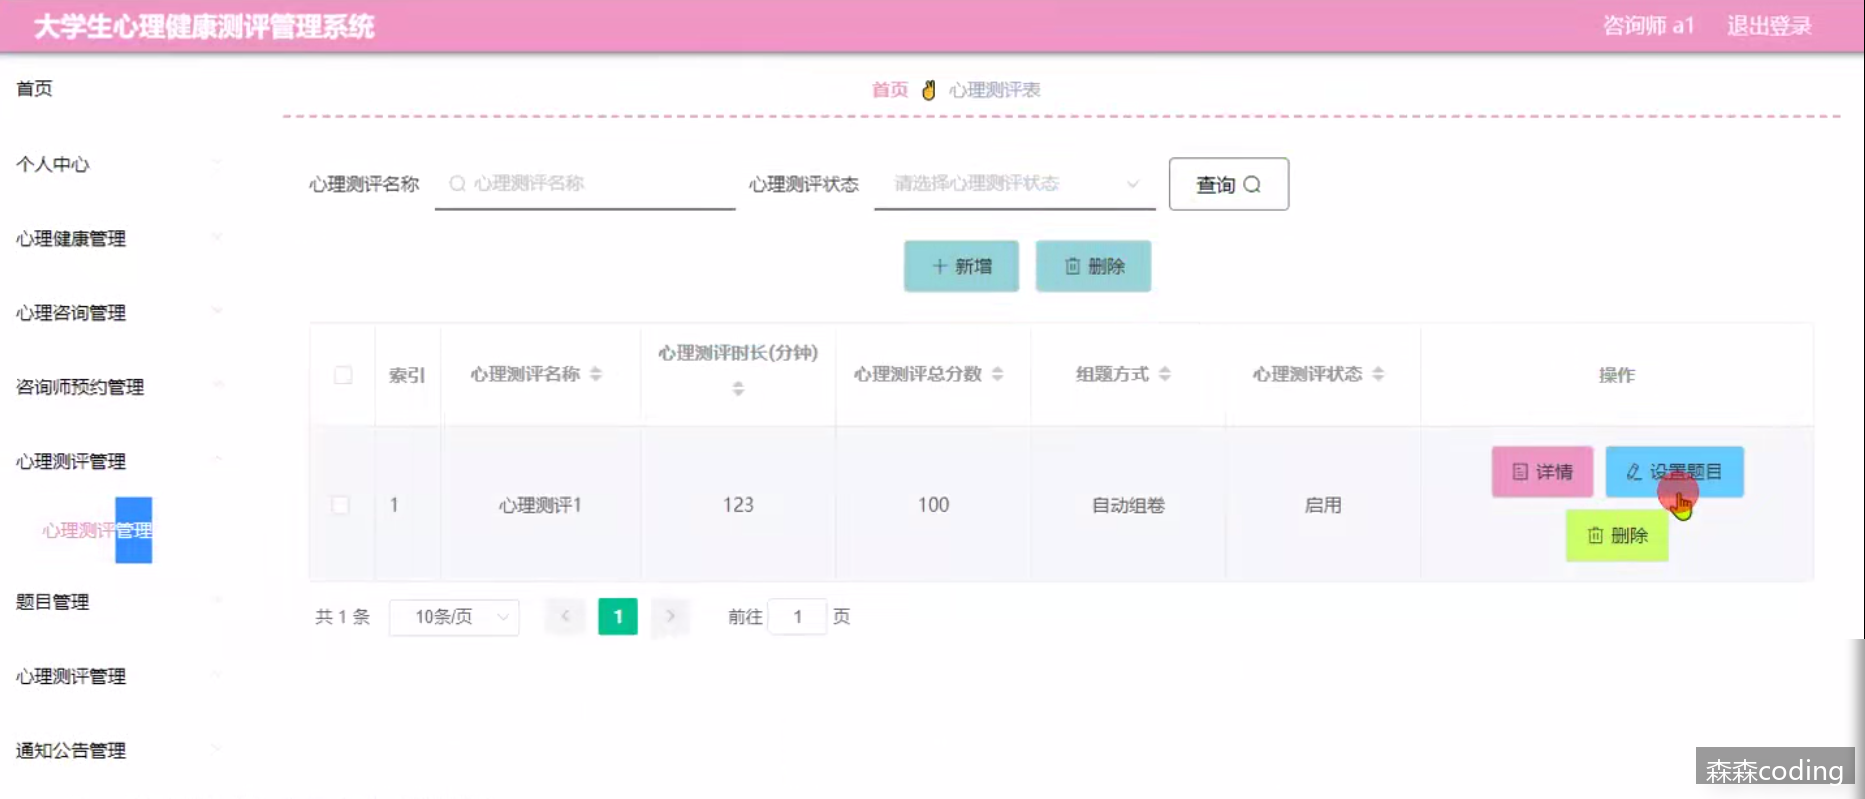 大学生心理健康测评管理系统
咨询师 a1 退出登录
首页
个人中心
心理健康管理
心理咨询管理
咨询师预约管理
心理测评管理
心理测评管理
题目管理
心理测评管理
通知公告管理
首页 心理测评表
心理测评名称 心理测评名称 心理测评状态 请选择心理测评状态 查询
新增 删除
索引 心理测评名称 心理测评时长(分钟) 心理测评总分数 组题方式 心理测评状态 操作
1 心理测评1 123 100 自动组卷 启用 详情 设置题目
删除
共 1 条 10条/页 1 前往 1 页
森森coding